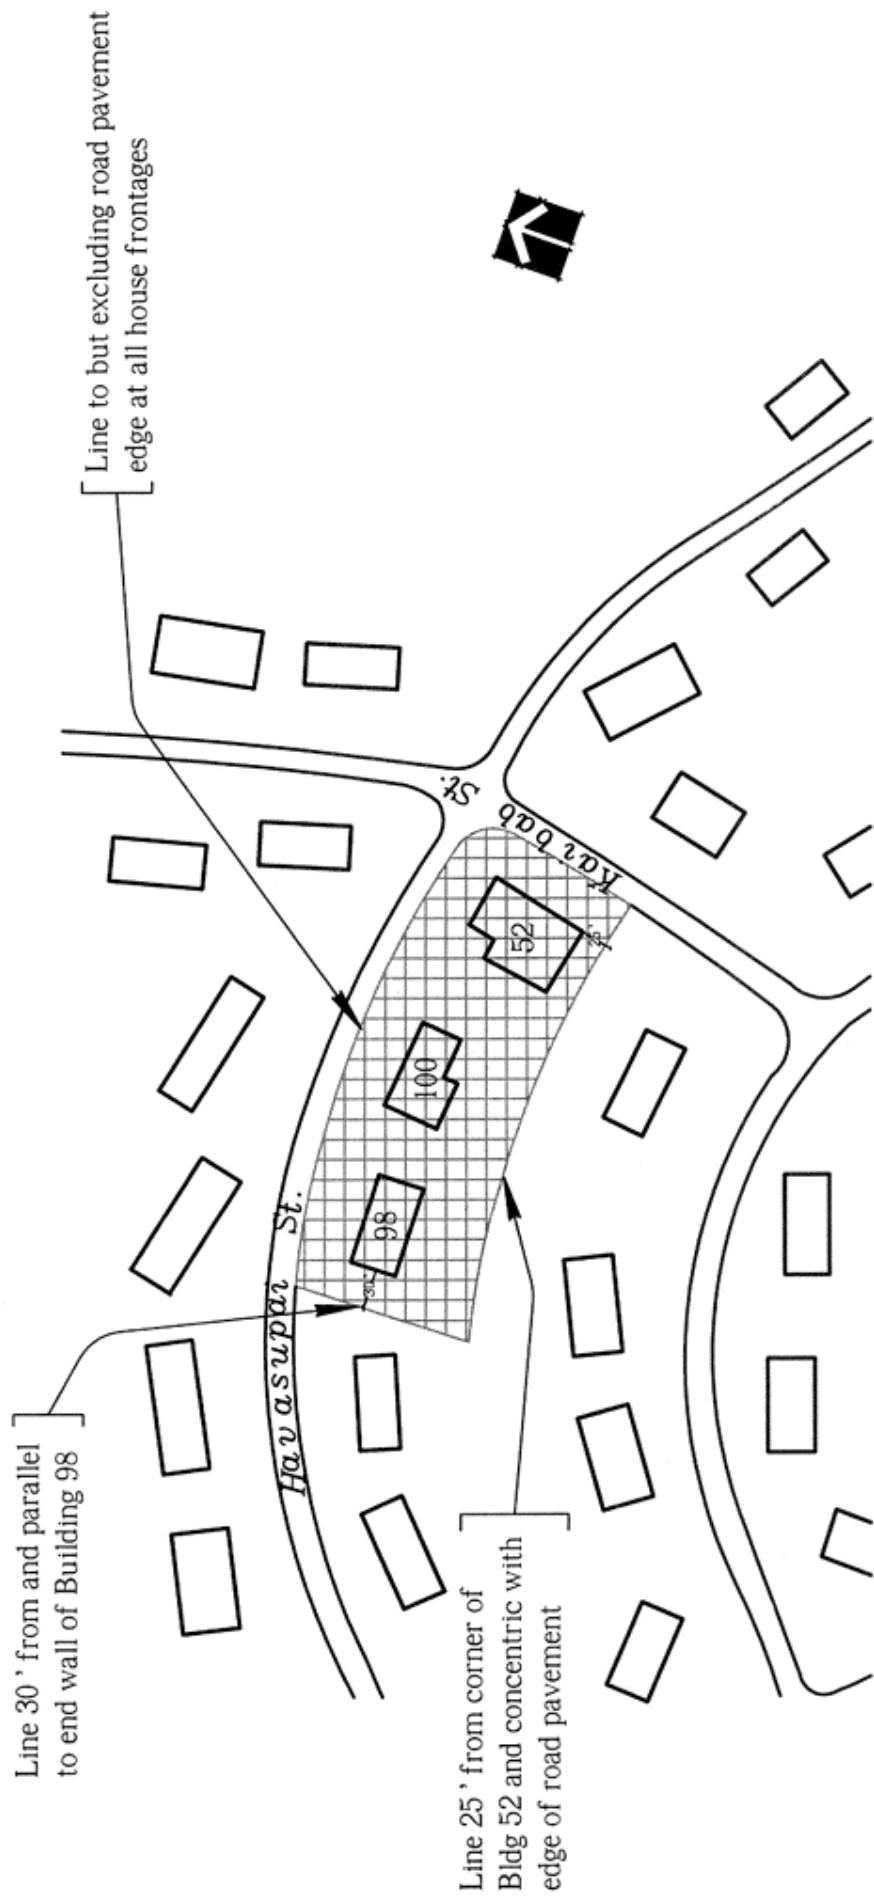 Line to but excluding road pavement
edge at all house frontages
Line 30 ' from and parallel
to end wall of Building 98
Line 25 ' from corner of
Bldg 52 and concentric with
edge of road pavement
Havasupai St.
Kaibab St.
98
100
52
30'
25'